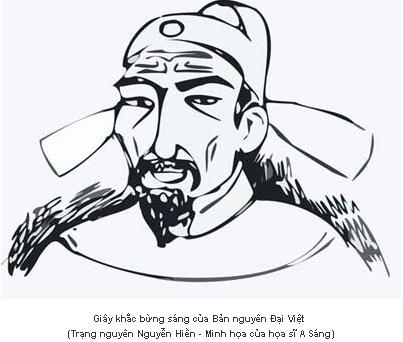 Giây khắc bừng sáng của Bản nguyên Đại Việt
(Trạng nguyên Nguyễn Hiền - Minh họa của họa sĩ A Sáng)